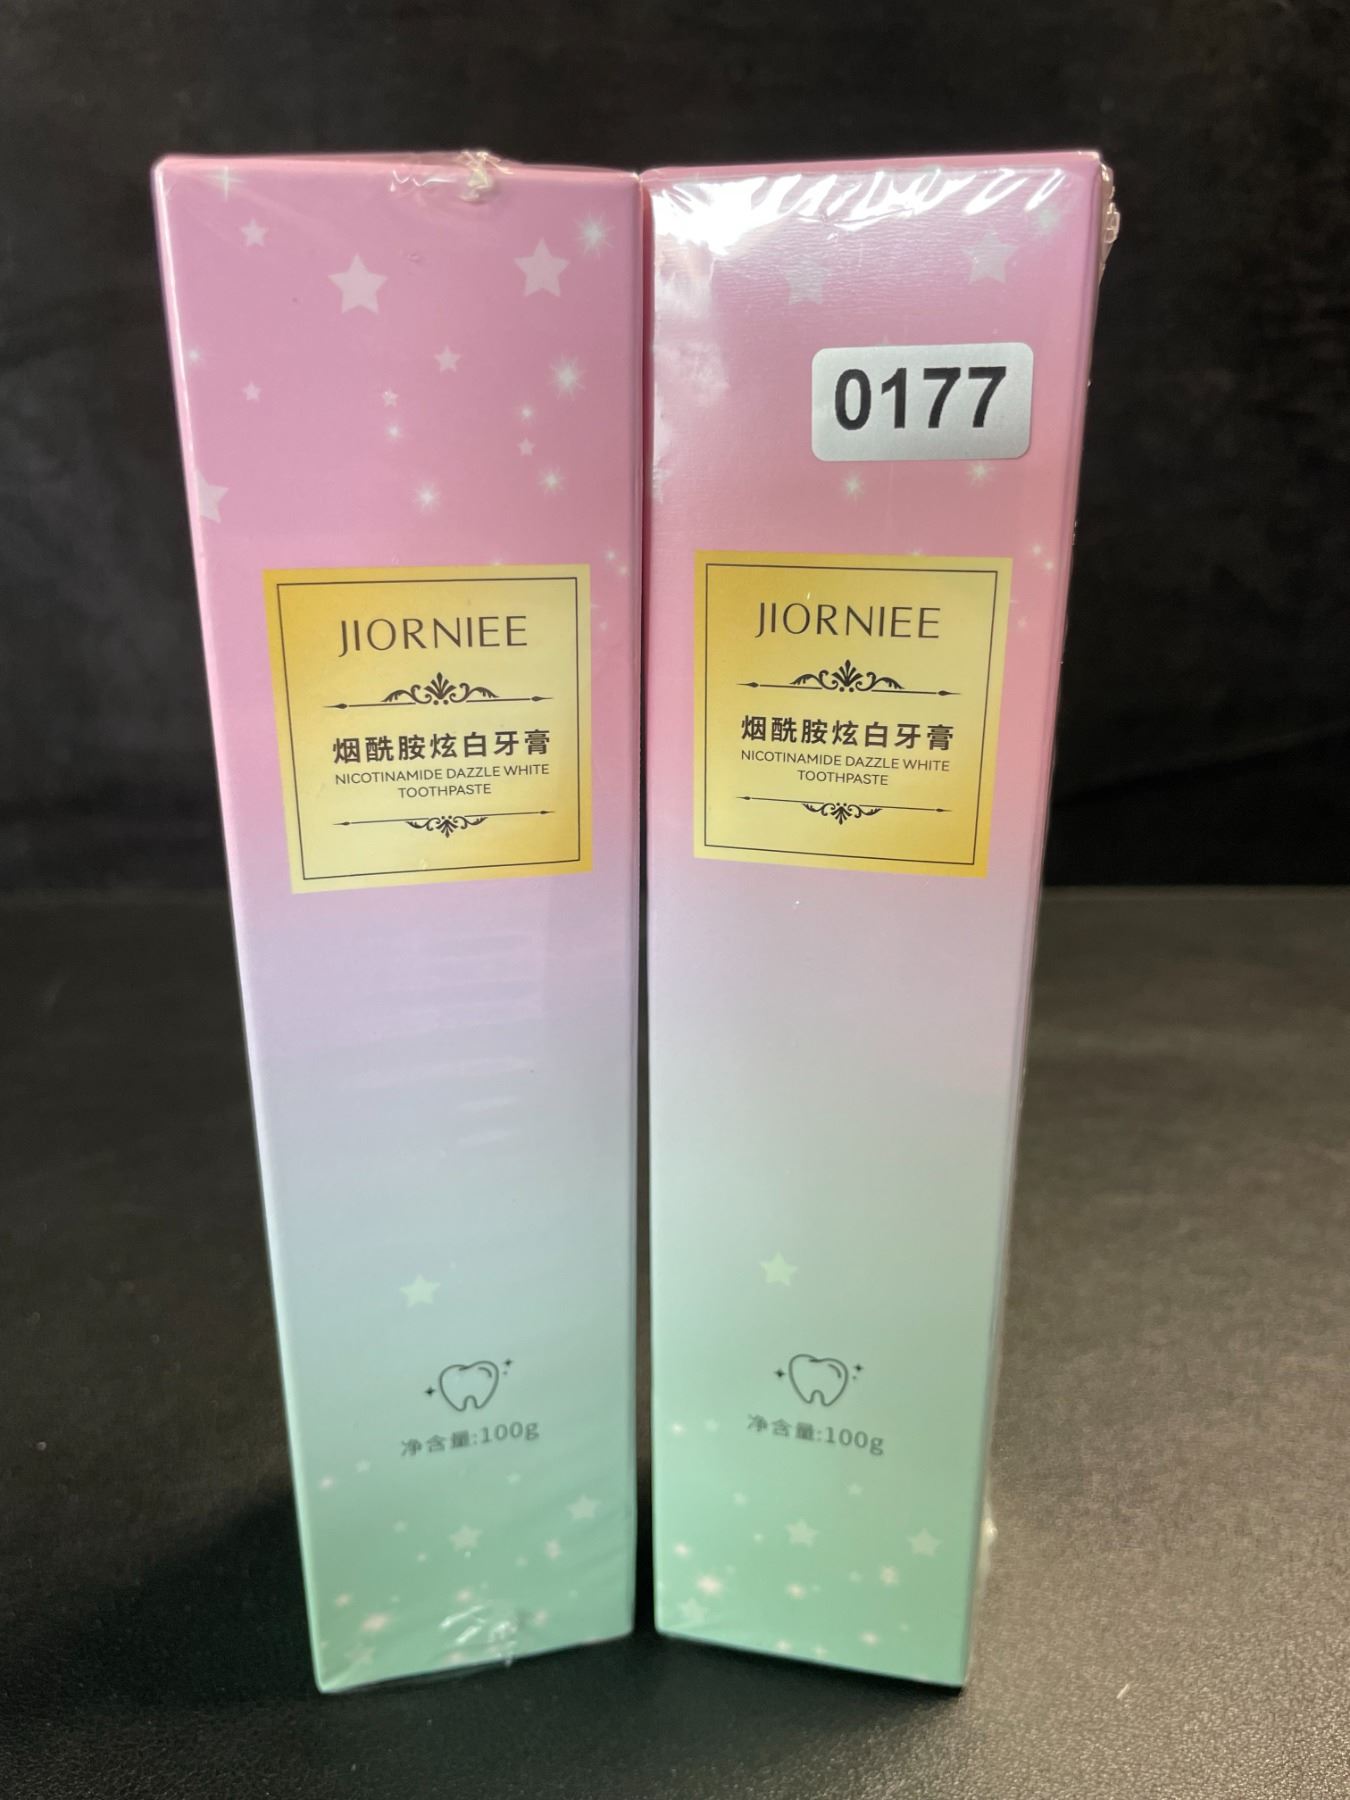 JIORNIEE
烟酰胺炫白牙膏
NICOTINAMIDE DAZZLE WHITE
TOOTHPASTE
净含量:100g
0177
JIORNIEE
烟酰胺炫白牙膏
NICOTINAMIDE DAZZLE WHITE
TOOTHPASTE
净含量:100g